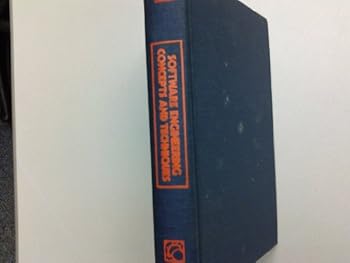 SOFTWARE ENGINEERING
CONCEPTS AND TECHNIQUES